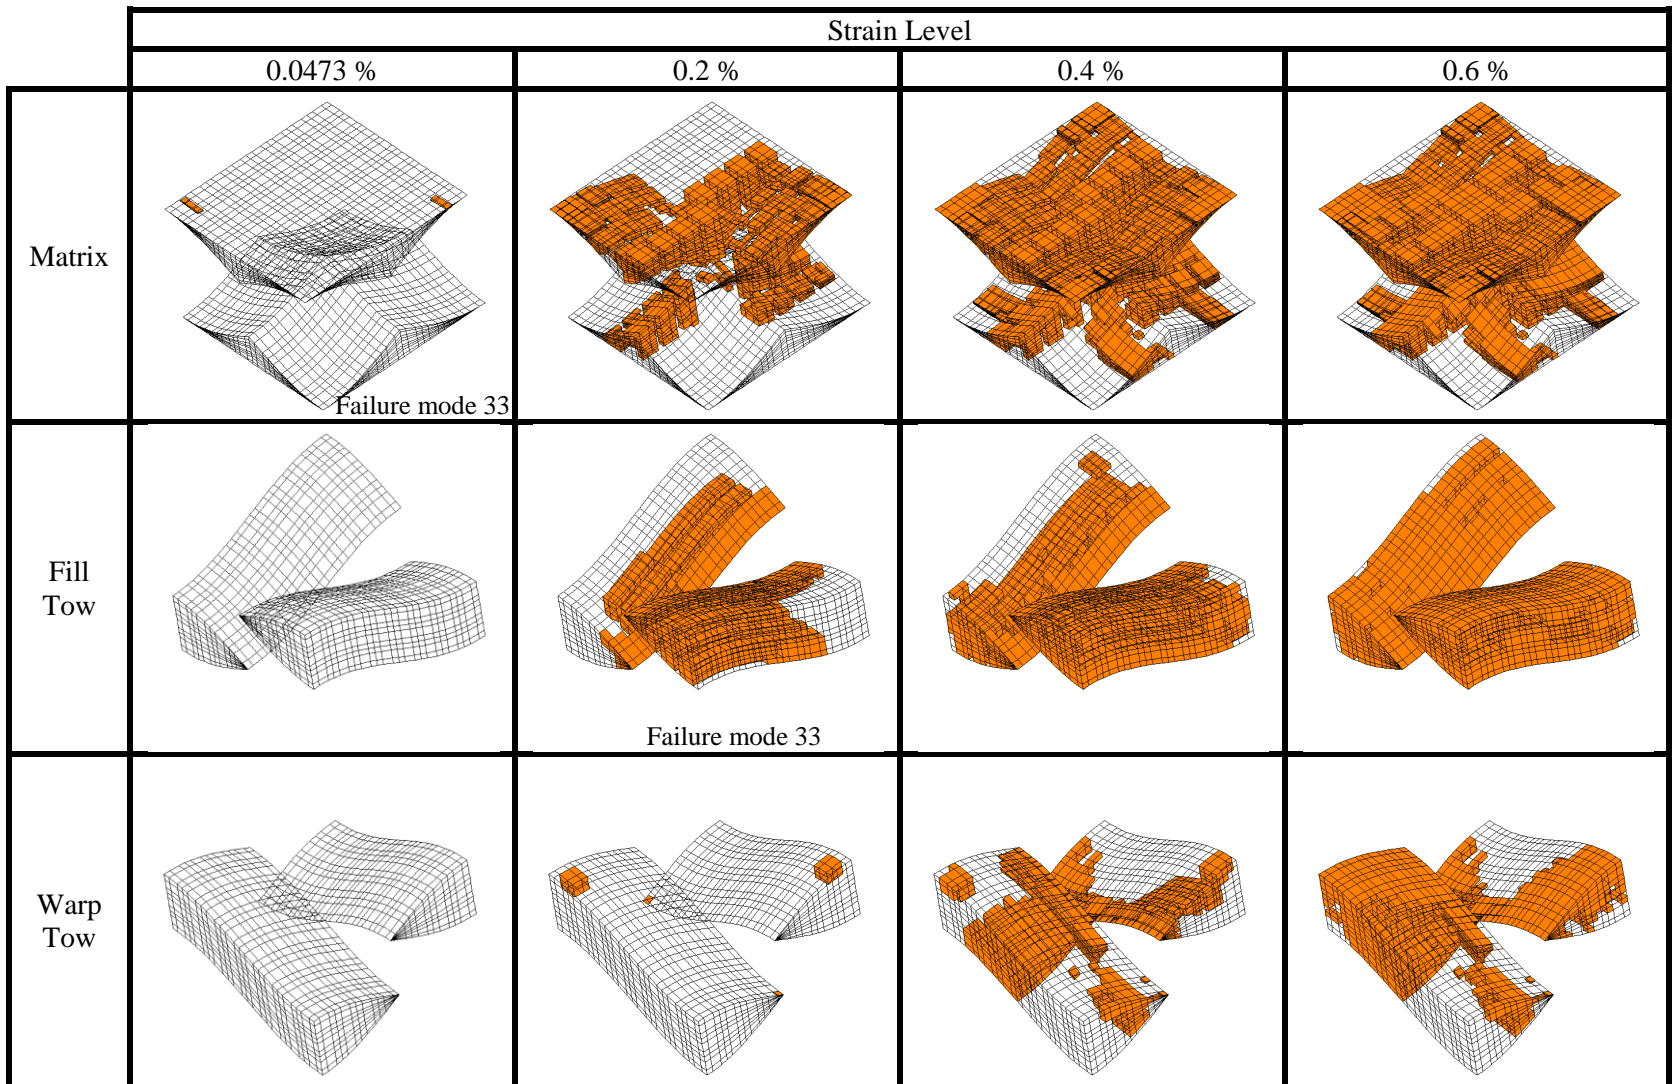 Strain Level
0.0473 %
0.2 %
0.4 %
0.6 %
Matrix
Failure mode 33
Fill
Tow
Failure mode 33
Warp
Tow